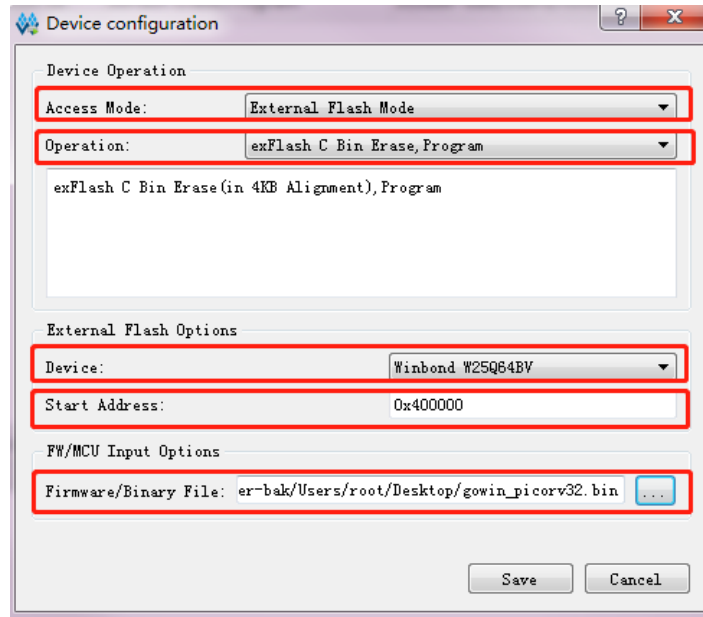 Device configuration
Device Operation
Access Mode: External Flash Mode
Operation: exFlash C Bin Erase,Program
exFlash C Bin Erase(in 4KB Alignment),Program
External Flash Options
Device: Winbond W25Q64BV
Start Address: 0x400000
FW/MCU Input Options
Firmware/Binary File: er-bak/Users/root/Desktop/gowin_picorv32.bin ...
Save Cancel